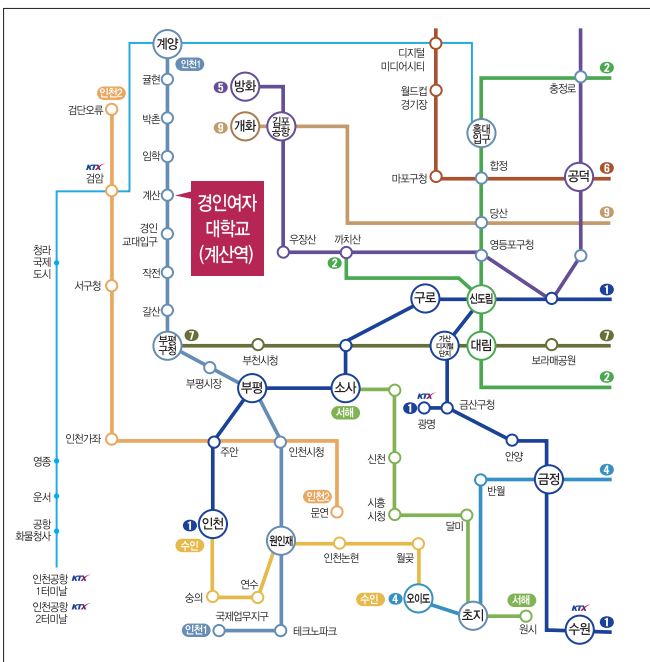 계양
인천1
귤현
박촌
임학
계산
경인
교대입구
작전
갈산
부평
구청
경인여자
대학교
(계산역)
인천2
검단오류
KTX
검암
청라
국제
도시
서구청
인천가좌
영종
운서
공항
화물청사
인천공항 KTX
1터미널
인천공항 KTX
2터미널
5
방화
9
개화
김포
공항
우장산
까치산
2
디지털
미디어시티
월드컵
경기장
마포구청
홍대
입구
합정
당산
영등포구청
충정로
2
공덕
6
9
구로
신도림
1
7
부천시청
가산
디지털
단지
대림
보라매공원
7
2
부평시장
부평
소사
서해
KTX
1
광명
금산구청
안양
금정
4
주안
인천시청
인천2
문연
신천
시흥
시청
달미
반월
1
인천
수인
원인재
인천논현
월곶
연수
숭의
수인
4
오이도
초지
서해
원시
KTX
수원
1
국제업무지구
인천1
테크노파크